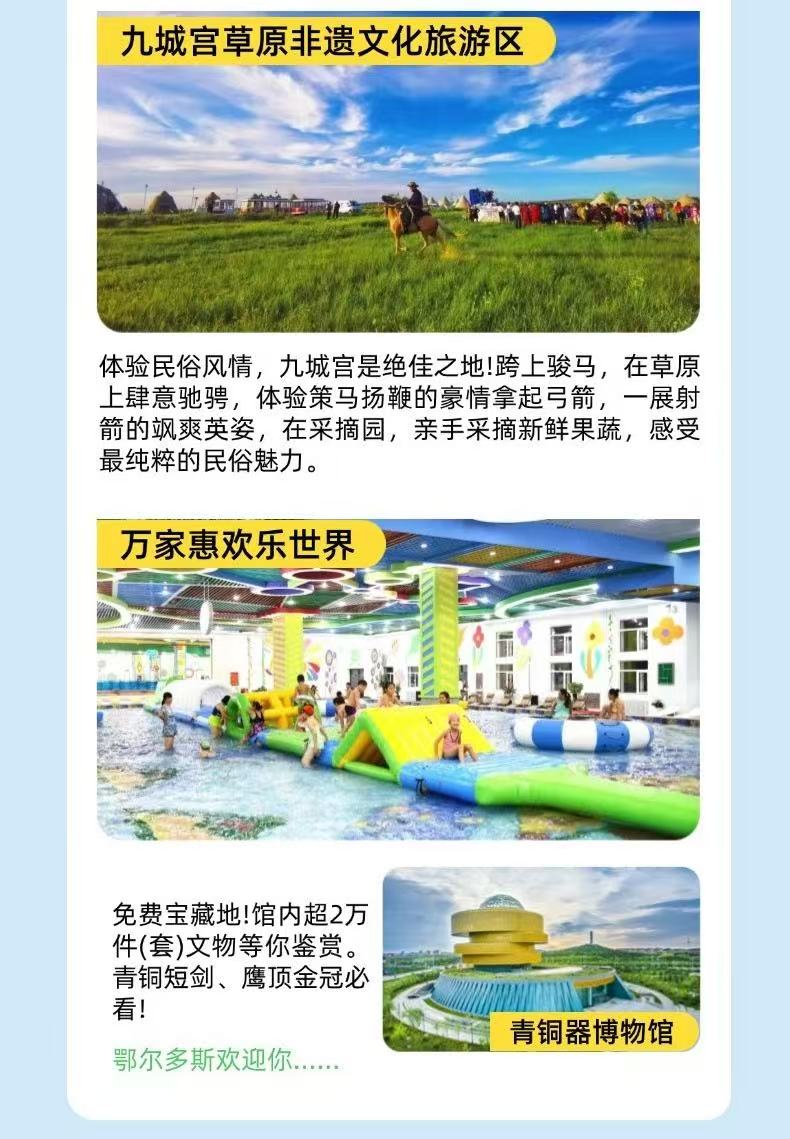 九城宫草原非遗文化旅游区
体验民俗风情，九城宫是绝佳之地!跨上骏马，在草原
上肆意驰骋，体验策马扬鞭的豪情拿起弓箭，一展射
箭的飒爽英姿，在采摘园，亲手采摘新鲜果蔬，感受
最纯粹的民俗魅力。
万家惠欢乐世界
免费宝藏地!馆内超2万
件(套)文物等你鉴赏。
青铜短剑、鹰顶金冠必
看!
鄂尔多斯欢迎你......
青铜器博物馆